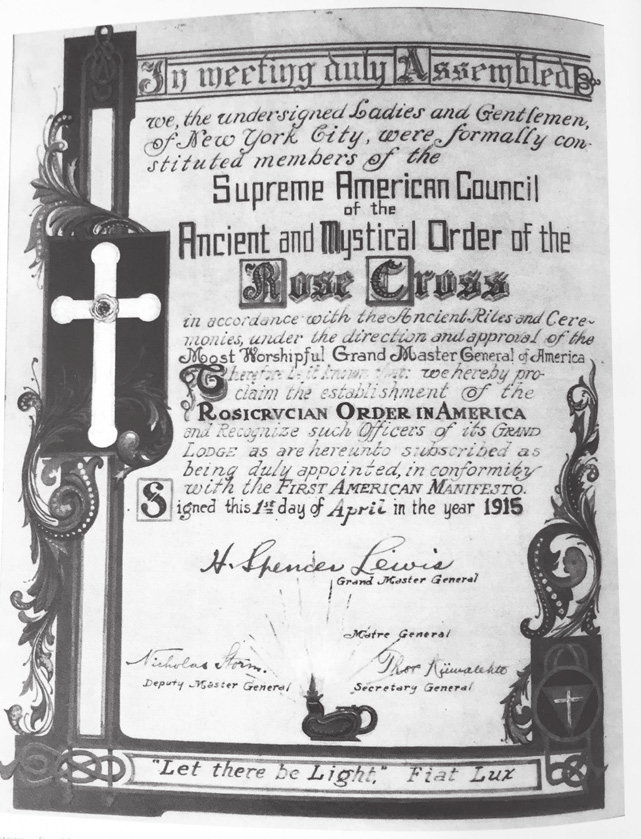 In meeting duly Assembled
we, the undersigned Ladies and Gentlemen,
of New York City, were formally con-
stituted members of the
Supreme American Council
of the
Ancient and Mystical Order of the
Rose Cross
in accordance with the Ancient Rites and Cere-
monies, under the direction and approval of the
Most Worshipful Grand Master General of America
Therefore be it known that: we hereby pro-
claim the establishment of the
ROSICRVCIAN ORDER IN AMERICA
and Recognize such Officers of its GRAND
LODGE as are hereunto subscribed as
being duly appointed, in conformity
with the FIRST AMERICAN MANIFESTO.
Signed this 1st day of April in the year 1915
H. Spencer Lewis
Grand Master General
Matre General
Nicholas Storm. Thor Kiimalehto
Deputy Master General Secretary General
"Let there be Light," Fiat Lux